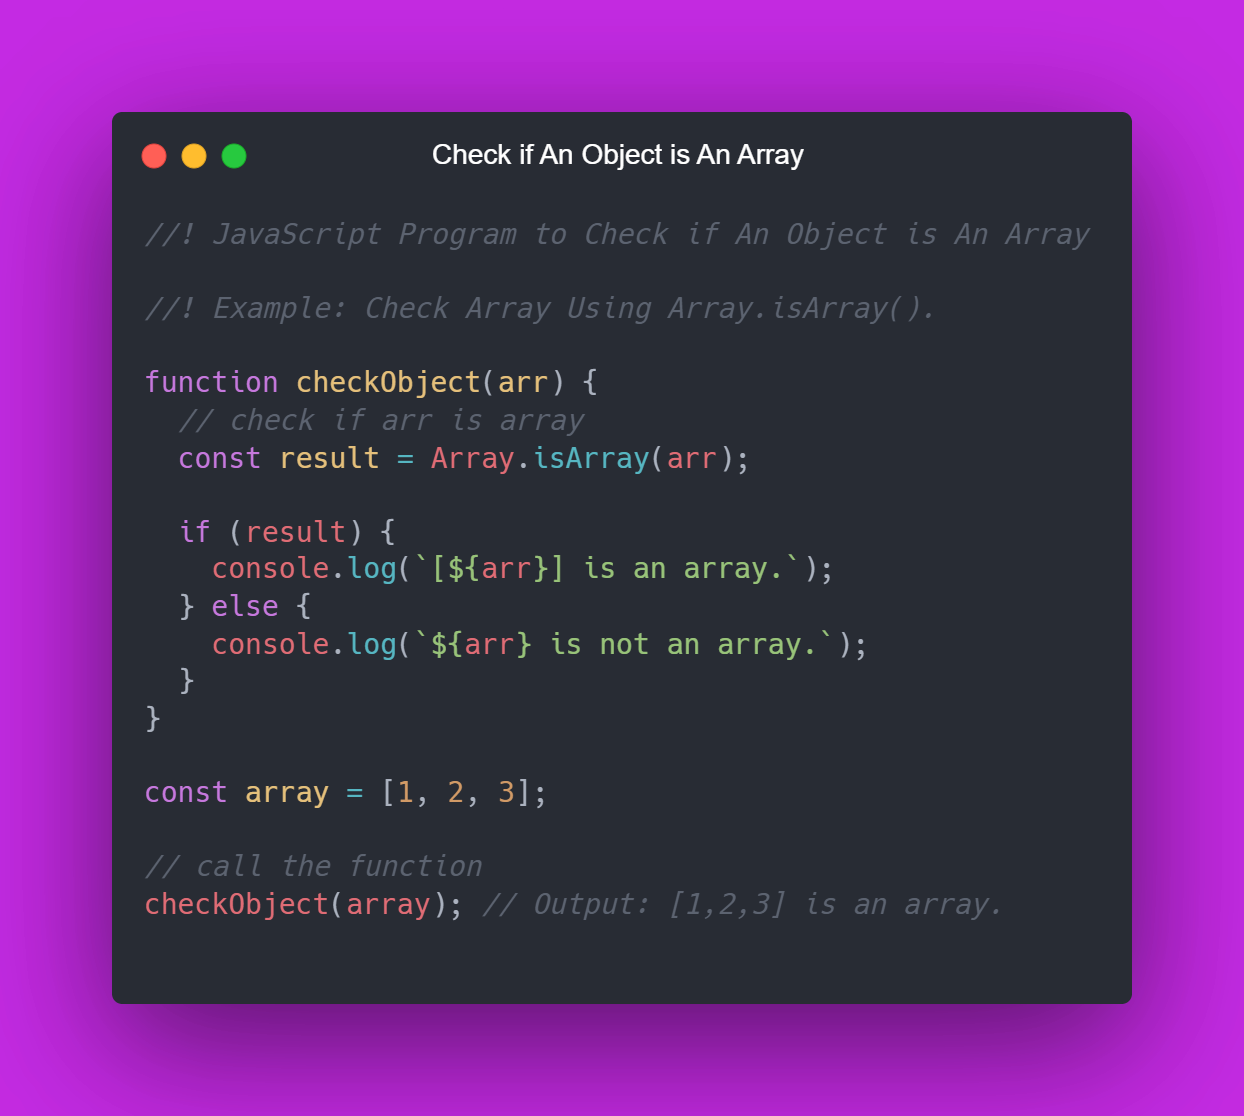 Check if An Object is An Array
//! JavaScript Program to Check if An Object is An Array
//! Example: Check Array Using Array.isArray().
function checkObject(arr) {
  // check if arr is array
  const result = Array.isArray(arr);
  if (result) {
    console.log(`[${arr}] is an array.`);
  } else {
    console.log(`${arr} is not an array.`);
  }
}
const array = [1, 2, 3];
// call the function
checkObject(array); // Output: [1,2,3] is an array.